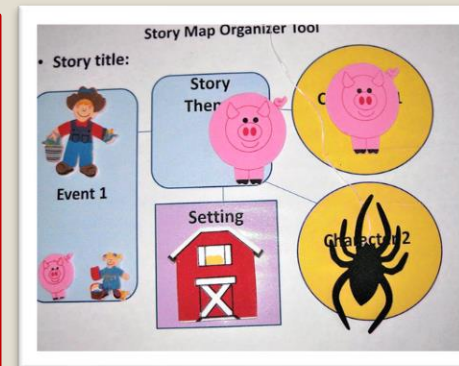 Story Map Organizer Tool
• Story title:
Story
Event 1
Setting
Character 2